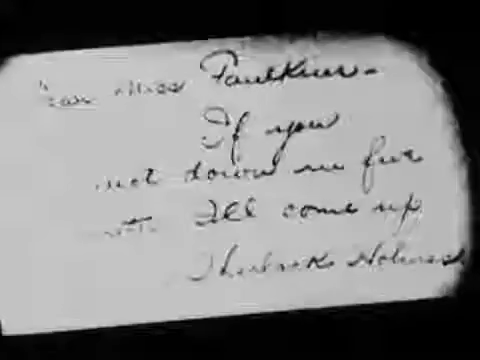 Dear Miss Faulkner -
If you
not down in five
I'll come up
Sherlock Holmes